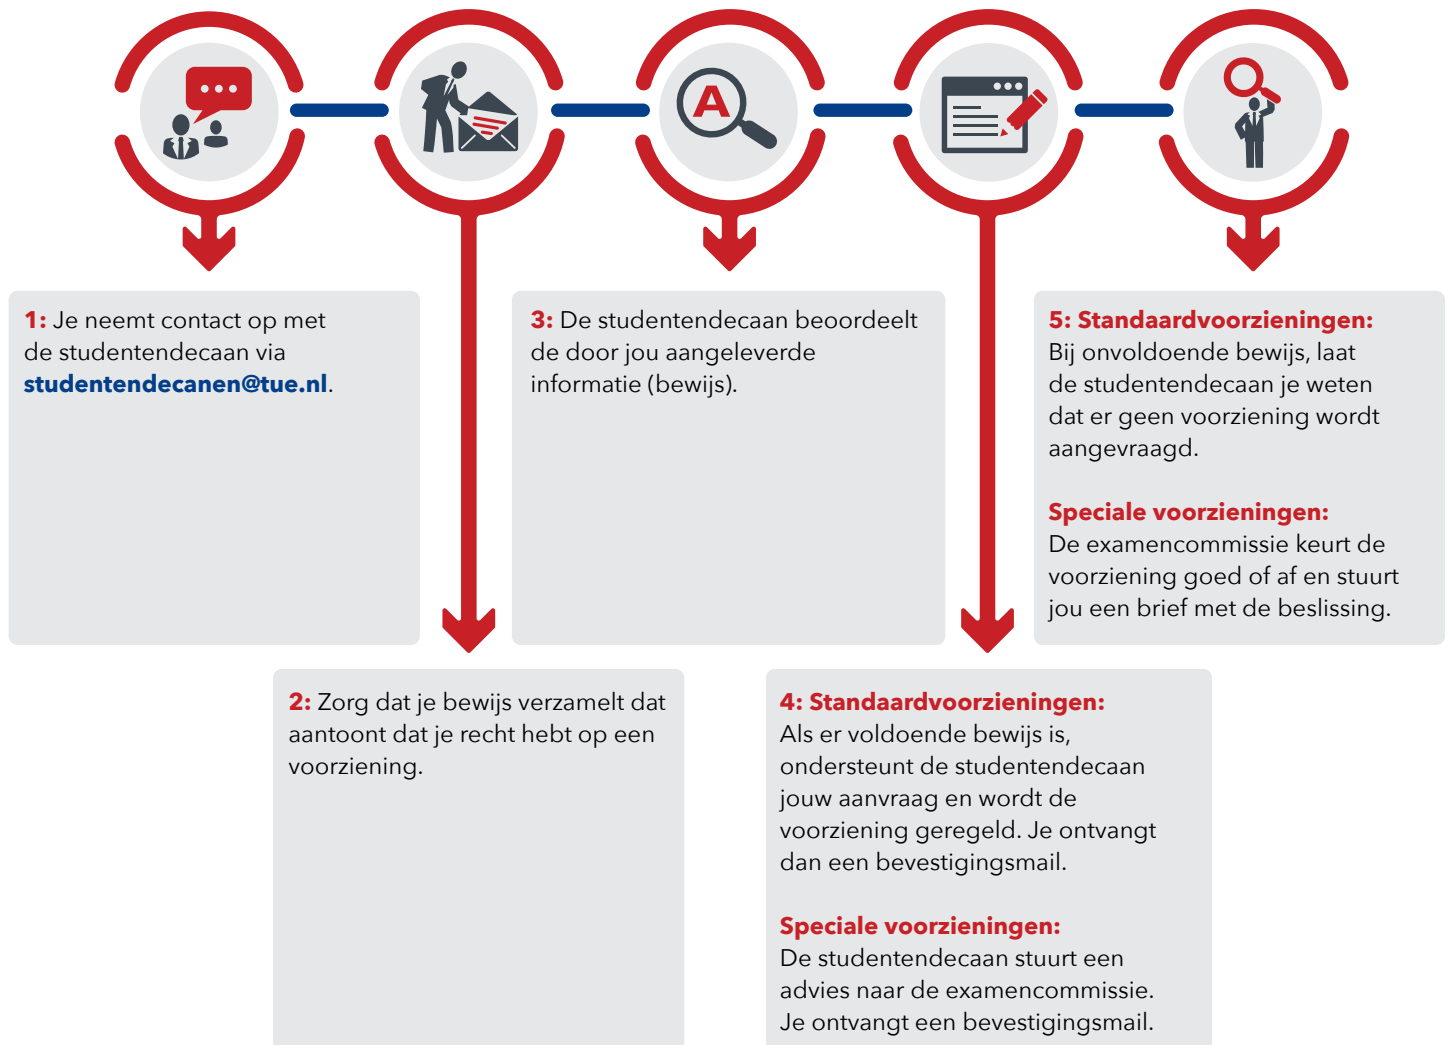 A
1: Je neemt contact op met
de studentendecaan via
studentendecanen@tue.nl.
2: Zorg dat je bewijs verzamelt dat
aantoont dat je recht hebt op een
voorziening.
3: De studentendecaan beoordeelt
de door jou aangeleverde
informatie (bewijs).
4: Standaardvoorzieningen:
Als er voldoende bewijs is,
ondersteunt de studentendecaan
jouw aanvraag en wordt de
voorziening geregeld. Je ontvangt
dan een bevestigingsmail.
Speciale voorzieningen:
De studentendecaan stuurt een
advies naar de examencommissie.
Je ontvangt een bevestigingsmail.
5: Standaardvoorzieningen:
Bij onvoldoende bewijs, laat
de studentendecaan je weten
dat er geen voorziening wordt
aangevraagd.
Speciale voorzieningen:
De examencommissie keurt de
voorziening goed of af en stuurt
jou een brief met de beslissing.